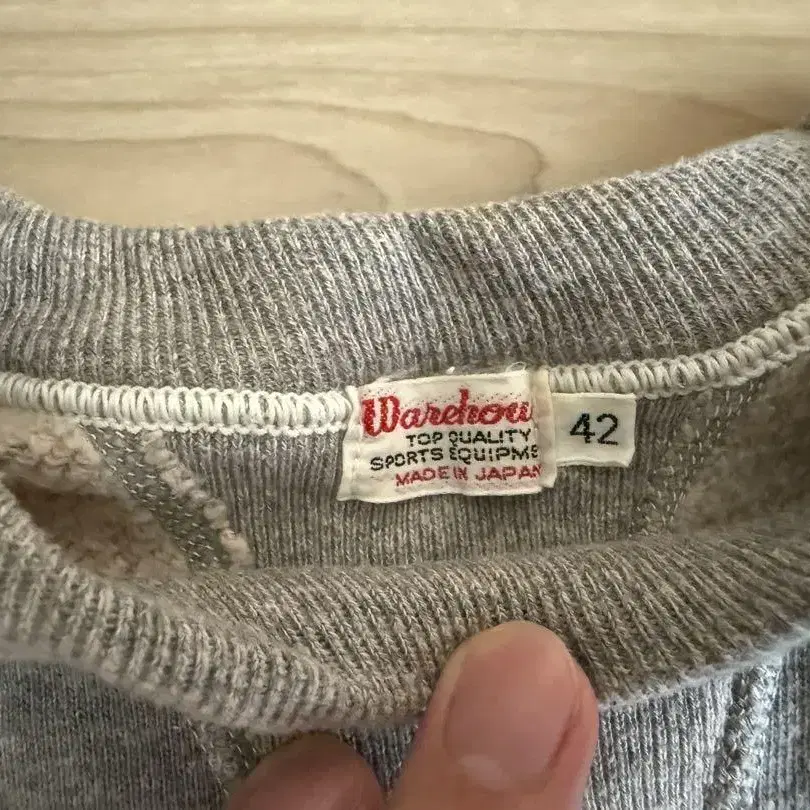 Warehou
TOP QUALITY
SPORTS EQUIPME
MADE IN JAPAN
42